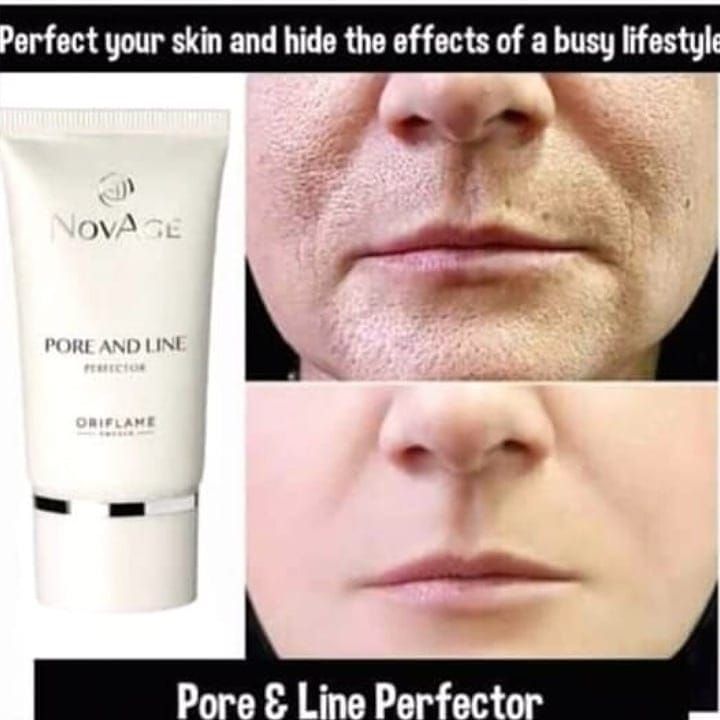 Perfect your skin and hide the effects of a busy lifestyle
NOVAGE
PORE AND LINE
PERFECTOR
ORIFLAME
SWEDEN
Pore & Line Perfector